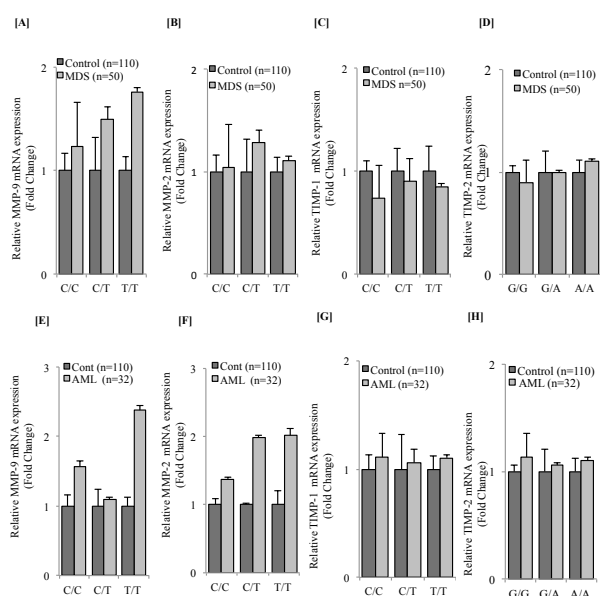 [A]
[B]
[C]
[D]
Relative MMP-9 mRNA expression
(Fold Change)
2
1
0
Control (n=110)
MDS (n=50)
C/C C/T T/T
Relative MMP-2 mRNA expression
(Fold Change)
2
1
0
Control (n=110)
MDS (n=50)
C/C C/T T/T
Relative TIMP-1 mRNA expression
(Fold Change)
2
1
0
Control (n=110)
MDS n=50)
C/C C/T T/T
Relative TIMP-2 mRNA expression
(Fold Change)
2
1
0
Control (n=110)
MDS (n=50)
G/G G/A A/A
[E]
[F]
[G]
[H]
Relative MMP-9 mRNA expression
(Fold Change)
3
2
1
0
Cont (n=110)
AML (n=32)
C/C C/T T/T
Relative MMP-2 mRNA expression
(Fold Change)
3
2
1
0
Cont (n=110)
AML (n=32)
C/C C/T T/T
Relative TIMP-1 mRNA expression
(Fold Change)
2
1
0
Control (n=110)
AML (n=32)
C/C C/T T/T
Relative TIMP-2 mRNA expression
(Fold Change)
2
1
0
Control (n=110)
AML (n=32)
G/G G/A A/A